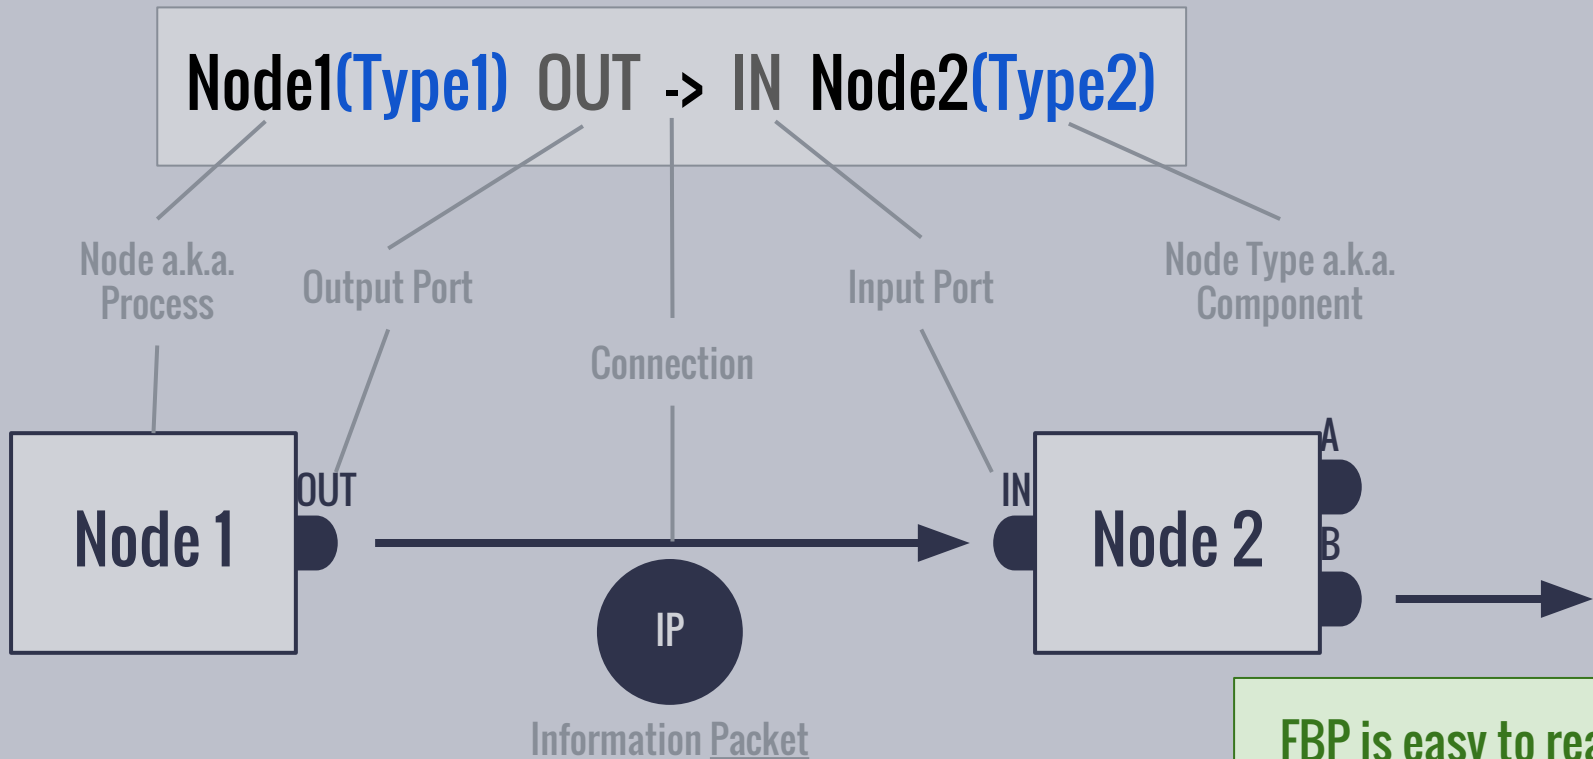 Node1(Type1) OUT -> IN Node2(Type2)
Node a.k.a.
Process
Output Port
Connection
Input Port
Node Type a.k.a.
Component
Node 1
OUT
IP
Information Packet
IN
Node 2
A
B
FBP is easy to